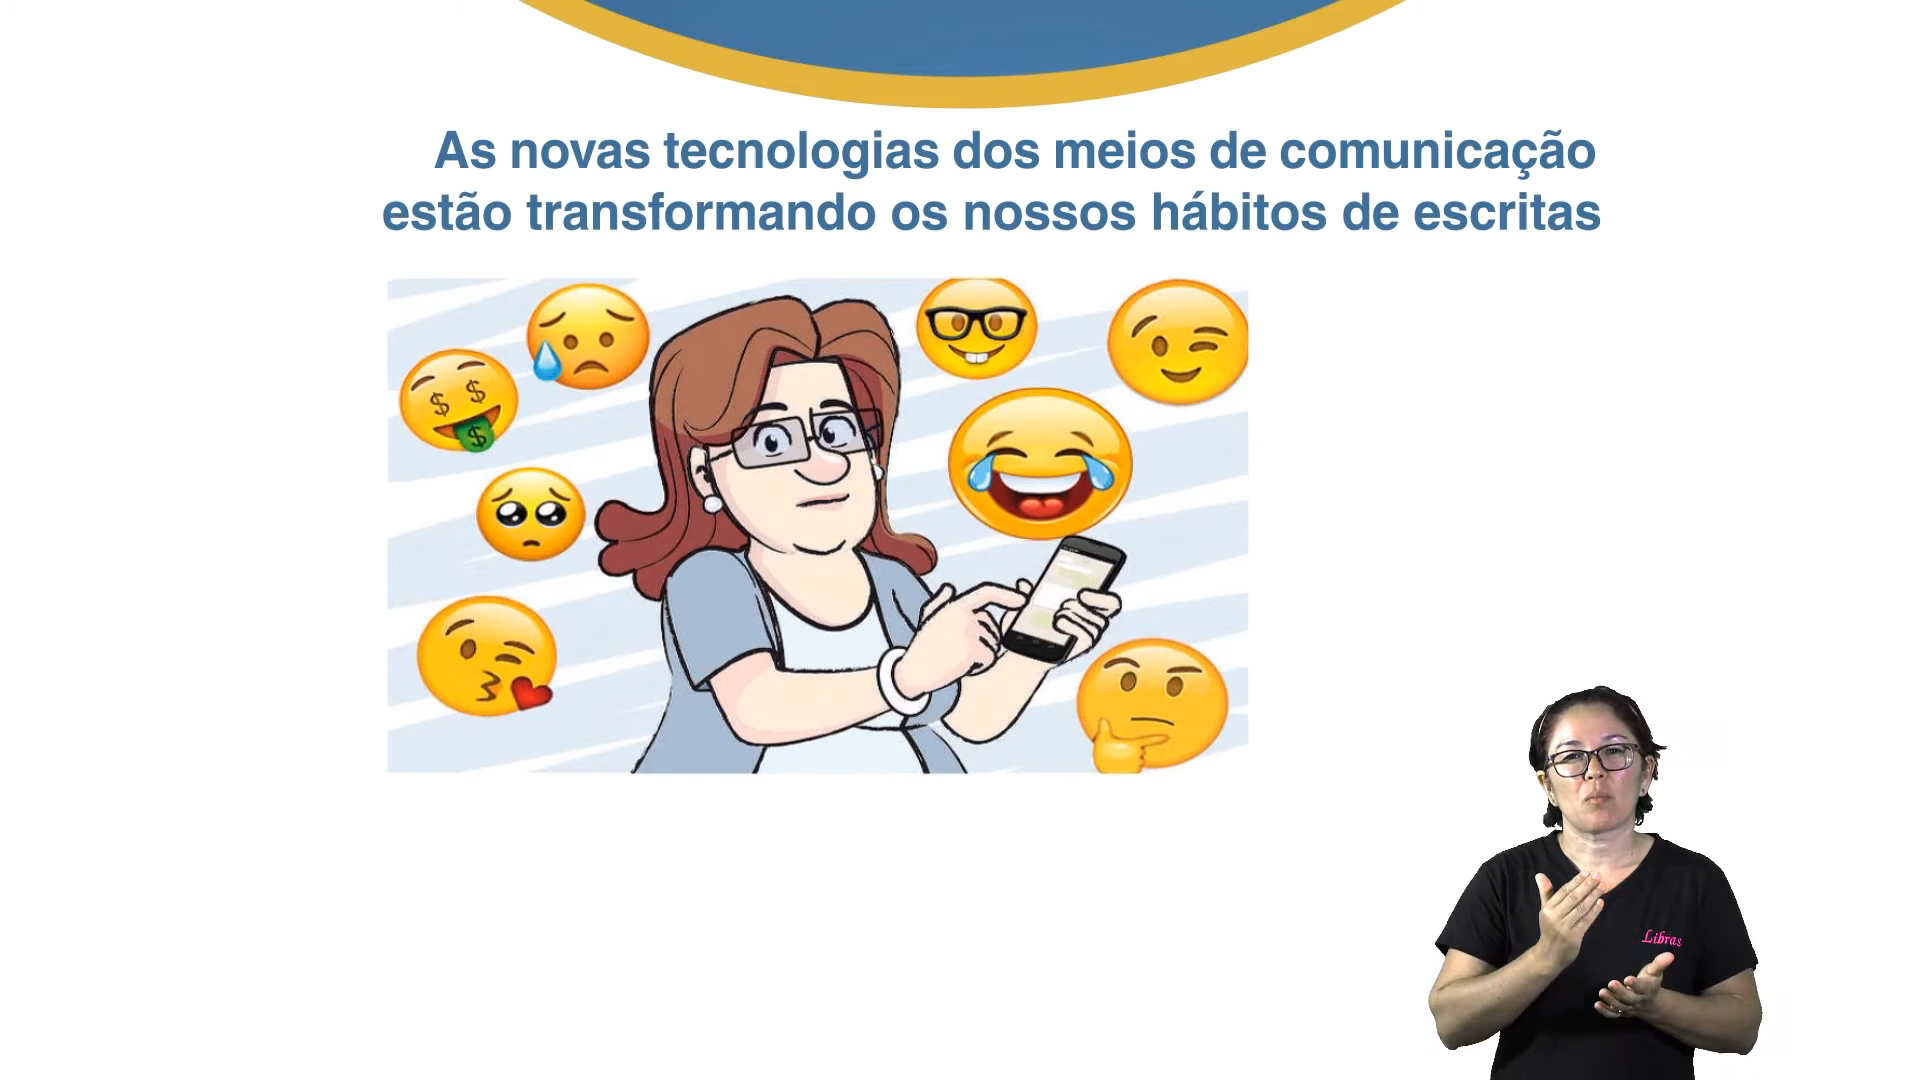 As novas tecnologias dos meios de comunicação
estão transformando os nossos hábitos de escritas
Libras